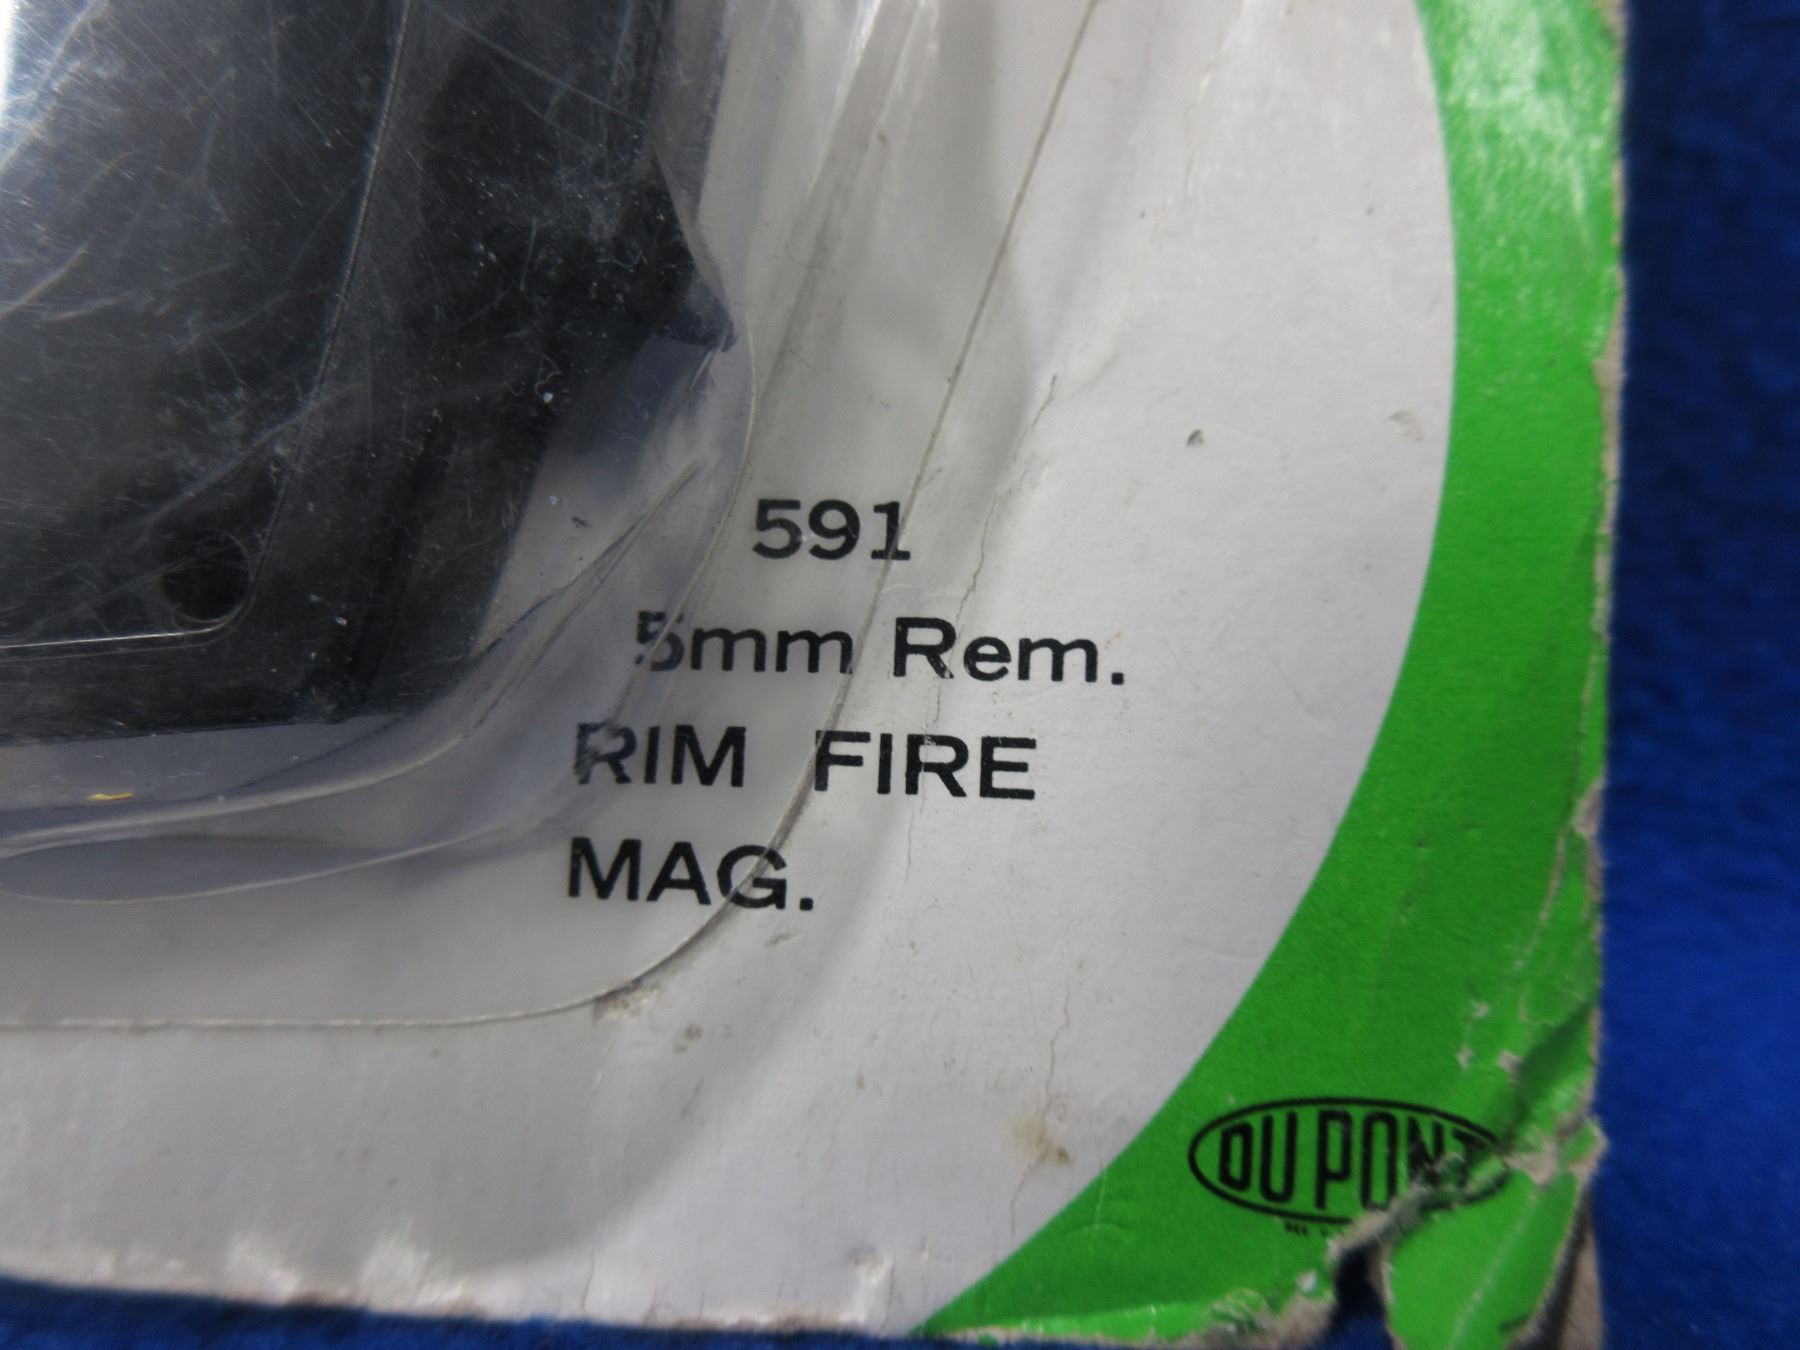 591
5mm Rem.
RIM FIRE
MAG.
DU PONT